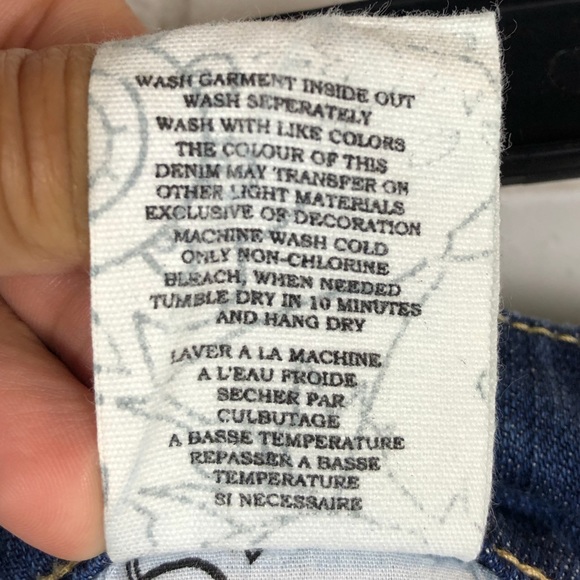 WASH GARMENT INSIDE OUT
WASH SEPERATELY
WASH WITH LIKE COLORS
THE COLOUR OF THIS
DENIM MAY TRANSFER ON
OTHER LIGHT MATERIALS
EXCLUSIVE OF DECORATION
MACHINE WASH COLD
ONLY NON-CHLORINE
BLEACH, WHEN NEEDED
TUMBLE DRY IN 10 MINUTES
AND HANG DRY
LAVER A LA MACHINE
A L'EAU FROIDE
SECHER PAR
CULBUTAGE
A BASSE TEMPERATURE
REPASSER A BASSE
TEMPERATURE
SI NECESSAIRE